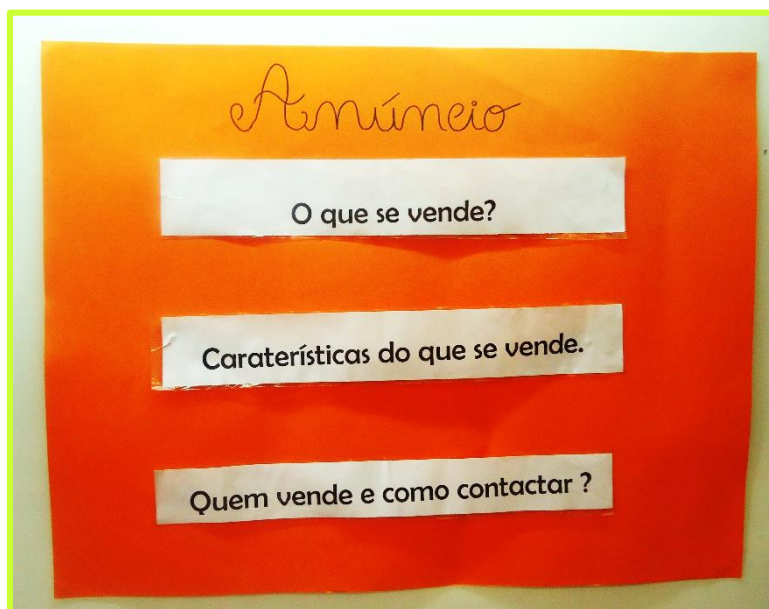 Anúncio
O que se vende?
Caraterísticas do que se vende.
Quem vende e como contactar ?